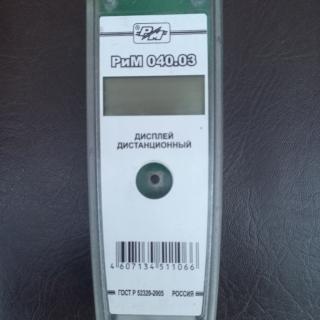 РиМ
РиМ 040.03
ДИСПЛЕЙ
ДИСТАНЦИОННЫЙ
4607134511066
ГОСТ Р 52320-2005 РОССИЯ